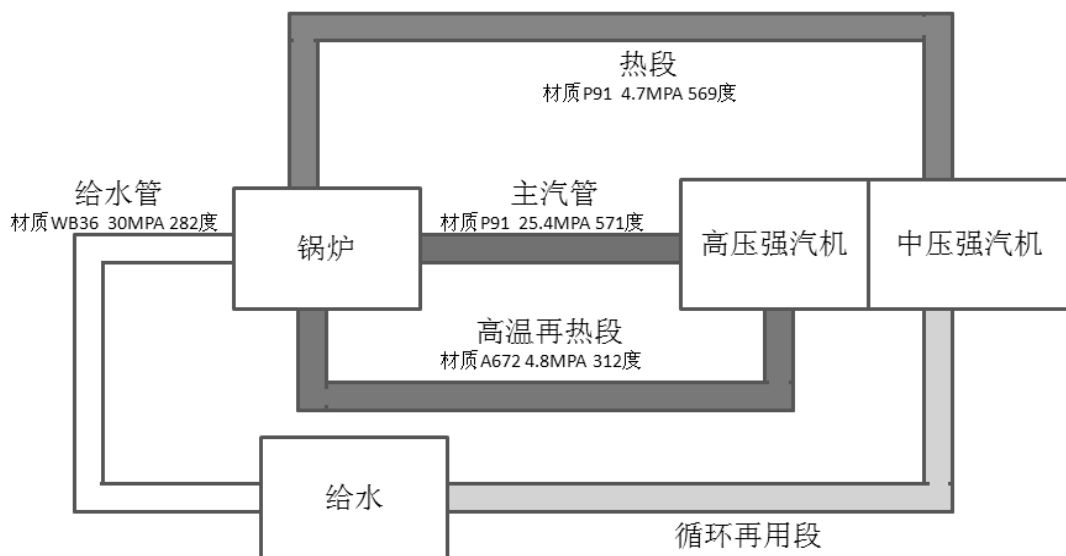 热段
材质P91 4.7MPA 569度
给水管
材质WB36 30MPA 282度
主汽管
材质P91 25.4MPA 571度
锅炉
高压强汽机
中压强汽机
高温再热段
材质A672 4.8MPA 312度
给水
循环再用段